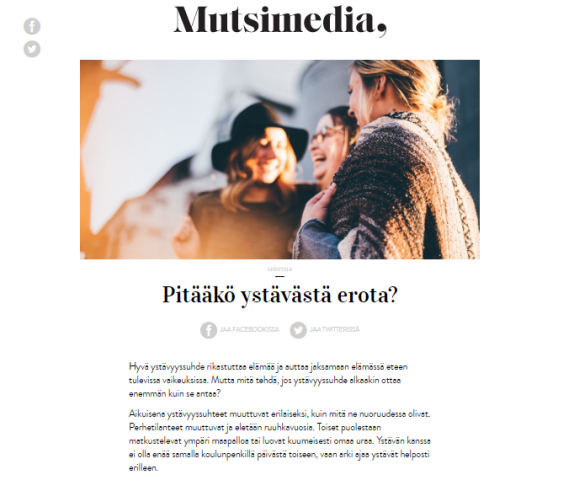 Mutsimedia,
LIFESTYLE
Pitääkö ystävästä erota?
JAA FACEBOOKISSA JAA TWITTERISSÄ
Hyvä ystävyyssuhde rikastuttaa elämää ja auttaa jaksamaan elämässä eteen
tulevissa vaikeuksissa. Mutta mitä tehdä, jos ystävyyssuhde alkaakin ottaa
enemmän kuin se antaa?
Aikuisena ystävyyssuhteet muuttuvat erilaiseksi, kuin mitä ne nuoruudessa olivat.
Perhetilanteet muuttuvat ja eletään ruuhkavuosia. Toiset puolestaan
matkustelevat ympäri maapalloa tai luovat kuumeisesti omaa uraa. Ystävän kanssa
ei olla enää samalla koulunpenkillä päivästä toiseen, vaan arki ajaa ystävät helposti
erilleen.